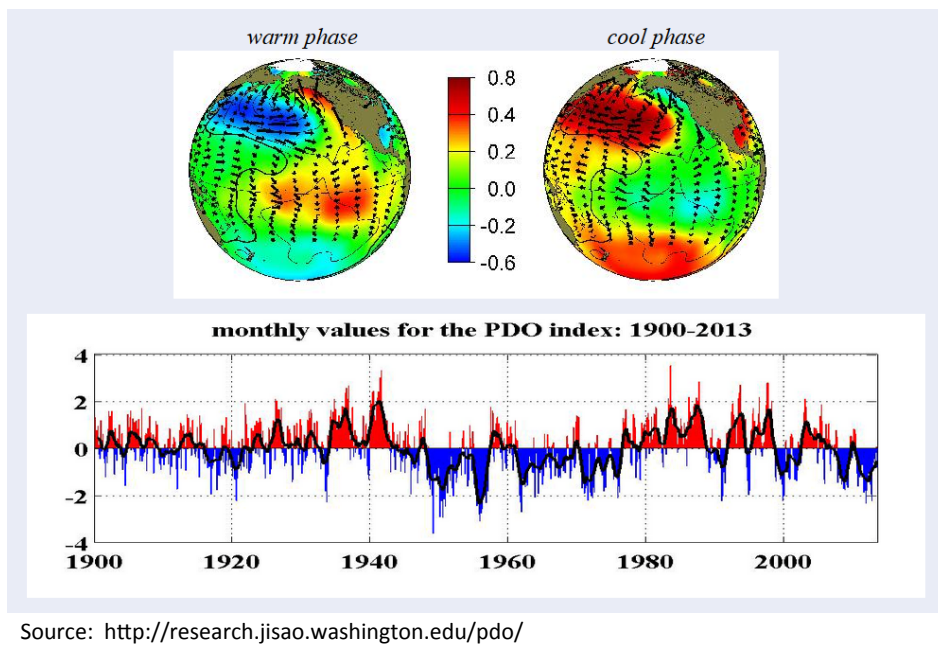 warm phase
cool phase
0.8
0.4
0.2
0.0
-0.2
-0.6
monthly values for the PDO index: 1900-2013
4
2
0
-2
-4
1900 1920 1940 1960 1980 2000
Source: http://research.jisao.washington.edu/pdo/